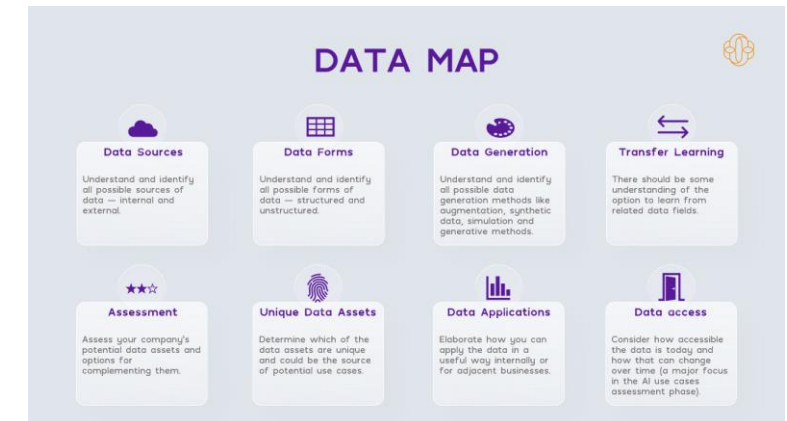 DATA MAP
Data Sources
Understand and identify
all possible sources of
data — internal and
external.
Data Forms
Understand and identify
all possible forms of
data — structured and
unstructured.
Data Generation
Understand and identify
all possible data
generation methods like
augmentation, synthetic
data, simulation and
generative methods.
Transfer Learning
There should be some
understanding of the
option to learn from
related data fields.
Assessment
Assess your company's
potential data assets and
options for
complementing them.
Unique Data Assets
Determine which of the
data assets are unique
and could be the source
of potential use cases.
Data Applications
Elaborate how you can
apply the data in a
useful way internally or
for adjacent businesses.
Data access
Consider how accessible
the data is today and
how that can change
over time (a major focus
in the AI use cases
assessment phase).